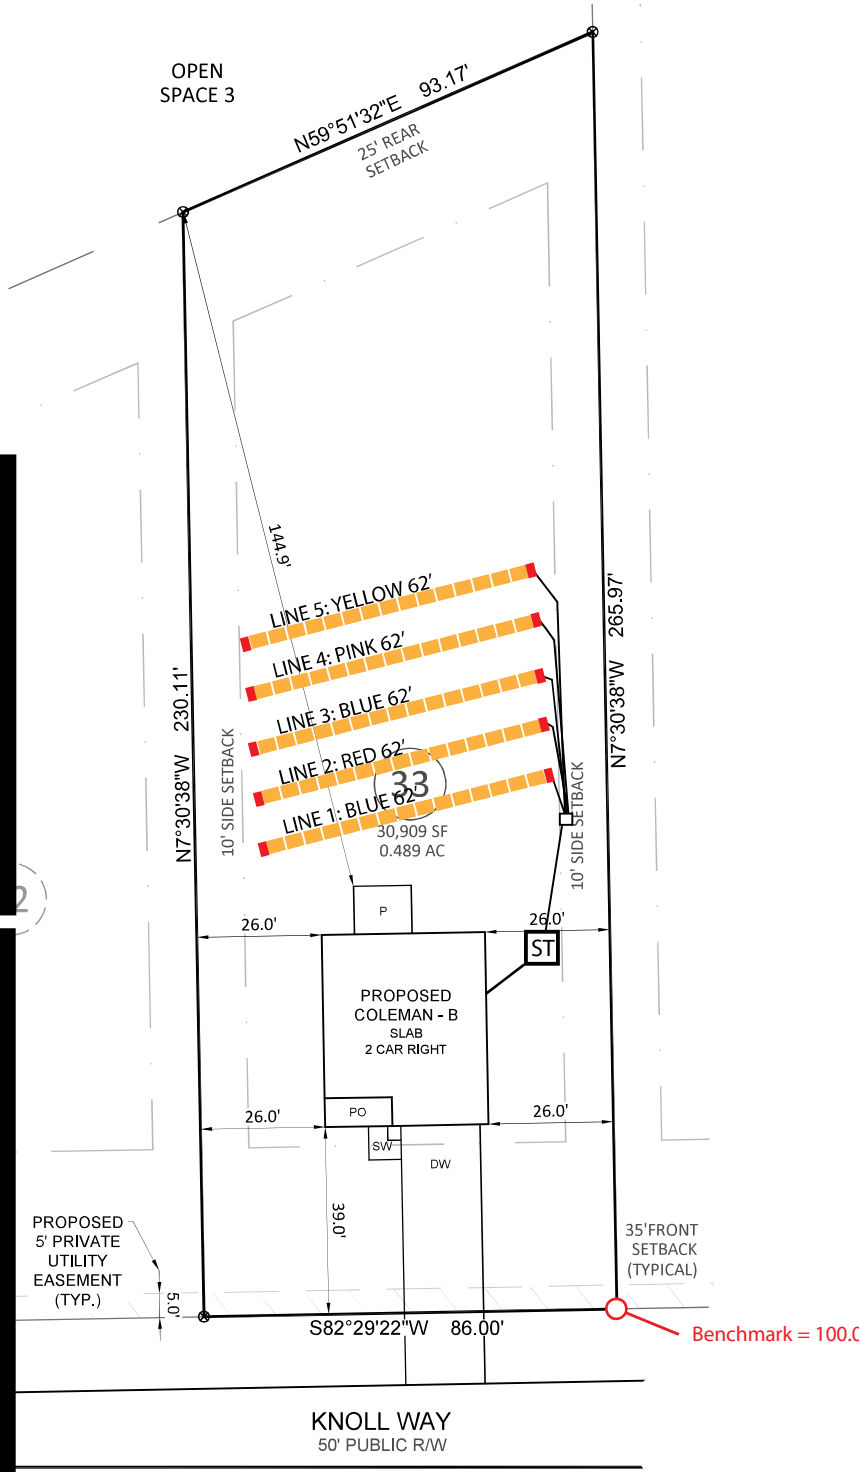 OPEN
SPACE 3
N59°51'32"E 93.17'
25' REAR
SETBACK
144.9'
LINE 5: YELLOW 62'
LINE 4: PINK 62'
LINE 3: BLUE 62'
LINE 2: RED 62'
LINE 1: BLUE 62'
33
30,909 SF
0.489 AC
N7°30'38"W 230.11'
10' SIDE SETBACK
N7°30'38"W 265.97'
10' SIDE SETBACK
2
P
26.0'
26.0'
ST
PROPOSED
COLEMAN - B
SLAB
2 CAR RIGHT
PO
26.0'
26.0'
SW
DW
39.0'
PROPOSED
5' PRIVATE
UTILITY
EASEMENT
(TYP.)
5.0'
35'FRONT
SETBACK
(TYPICAL)
S82°29'22"W 86.00'
Benchmark = 100.0
KNOLL WAY
50' PUBLIC R/W